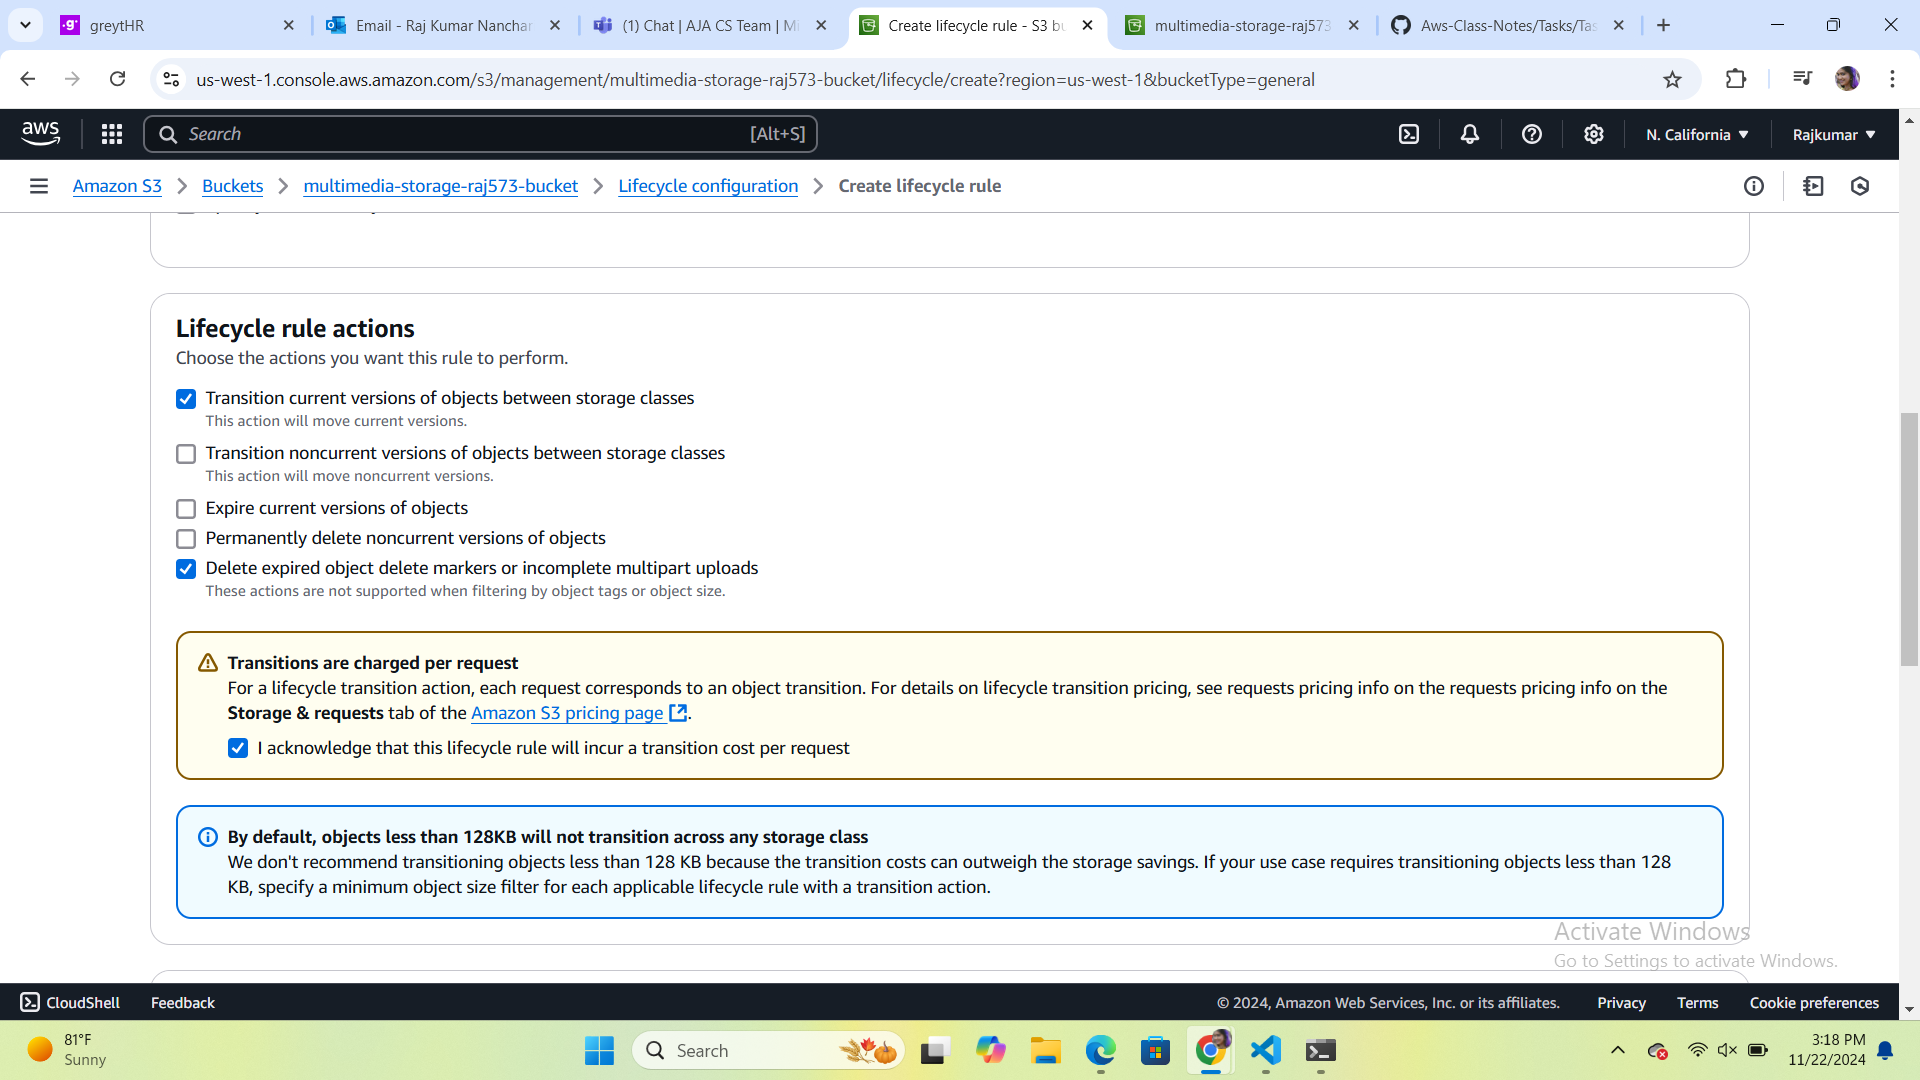 greytHR
Email - Raj Kumar Nanchar
(1) Chat | AJA CS Team | Mi
Create lifecycle rule - S3 bu
multimedia-storage-raj573
Aws-Class-Notes/Tasks/Tas
us-west-1.console.aws.amazon.com/s3/management/multimedia-storage-raj573-bucket/lifecycle/create?region=us-west-1&bucketType=general
aws
Search
[Alt+S]
N. California
Rajkumar
Amazon S3
Buckets
multimedia-storage-raj573-bucket
Lifecycle configuration
Create lifecycle rule
Lifecycle rule actions
Choose the actions you want this rule to perform.
Transition current versions of objects between storage classes
This action will move current versions.
Transition noncurrent versions of objects between storage classes
This action will move noncurrent versions.
Expire current versions of objects
Permanently delete noncurrent versions of objects
Delete expired object delete markers or incomplete multipart uploads
These actions are not supported when filtering by object tags or object size.
Transitions are charged per request
For a lifecycle transition action, each request corresponds to an object transition. For details on lifecycle transition pricing, see requests pricing info on the requests pricing info on the
Storage & requests tab of the Amazon S3 pricing page.
I acknowledge that this lifecycle rule will incur a transition cost per request
By default, objects less than 128KB will not transition across any storage class
We don't recommend transitioning objects less than 128 KB because the transition costs can outweigh the storage savings. If your use case requires transitioning objects less than 128
KB, specify a minimum object size filter for each applicable lifecycle rule with a transition action.
Activate Windows
Go to Settings to activate Windows.
CloudShell
Feedback
© 2024, Amazon Web Services, Inc. or its affiliates.
Privacy
Terms
Cookie preferences
81°F
Sunny
Search
3:18 PM
11/22/2024